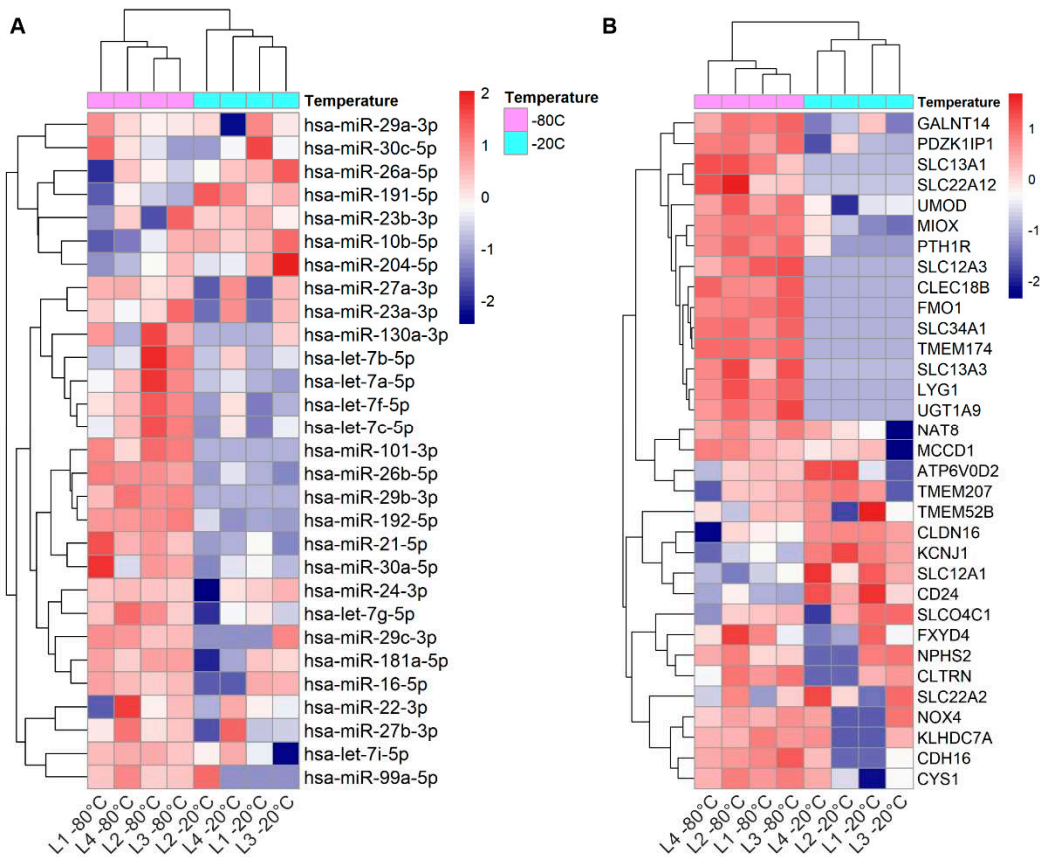 A
Temperature
hsa-miR-29a-3p
hsa-miR-30c-5p
hsa-miR-26a-5p
hsa-miR-191-5p
hsa-miR-23b-3p
hsa-miR-10b-5p
hsa-miR-204-5p
hsa-miR-27a-3p
hsa-miR-23a-3p
hsa-miR-130a-3p
hsa-let-7b-5p
hsa-let-7a-5p
hsa-let-7f-5p
hsa-let-7c-5p
hsa-miR-101-3p
hsa-miR-26b-5p
hsa-miR-29b-3p
hsa-miR-192-5p
hsa-miR-21-5p
hsa-miR-30a-5p
hsa-miR-24-3p
hsa-let-7g-5p
hsa-miR-29c-3p
hsa-miR-181a-5p
hsa-miR-16-5p
hsa-miR-22-3p
hsa-miR-27b-3p
hsa-let-7i-5p
hsa-miR-99a-5p
L1 -80°C
L4 -80°C
L2 -80°C
L3 -80°C
L2 -20°C
L4 -20°C
L1 -20°C
L3 -20°C
2
1
0
-1
-2
Temperature
-80C
-20C
B
Temperature
GALNT14
PDZK1IP1
SLC13A1
SLC22A12
UMOD
MIOX
PTH1R
SLC12A3
CLEC18B
FMO1
SLC34A1
TMEM174
SLC13A3
LYG1
UGT1A9
NAT8
MCCD1
ATP6V0D2
TMEM207
TMEM52B
CLDN16
KCNJ1
SLC12A1
CD24
SLCO4C1
FXYD4
NPHS2
CLTRN
SLC22A2
NOX4
KLHDC7A
CDH16
CYS1
L4 -80°C
L2 -80°C
L1 -80°C
L3 -80°C
L4 -20°C
L2 -20°C
L1 -20°C
L3 -20°C
1
0
-1
-2